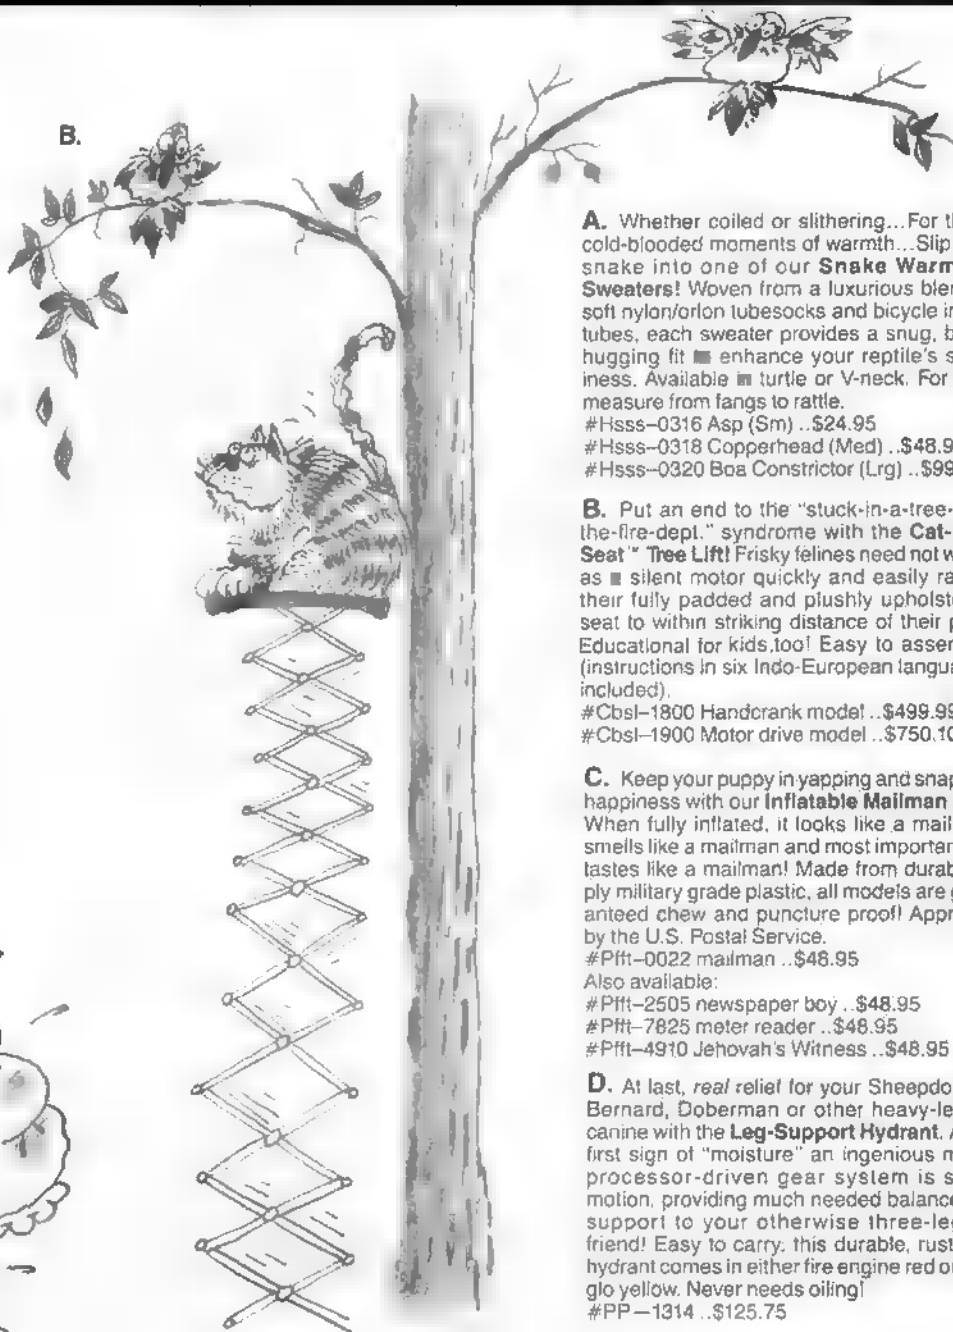 B.
A. Whether coiled or slithering...For th
cold-blooded moments of warmth...Slip
snake into one of our Snake Warm
Sweaters! Woven from a luxurious blen
soft nylon/orlon tubesocks and bicycle in
tubes, each sweater provides a snug, b
hugging fit enhance your reptile's s
iness. Available in turtle or V-neck. For
measure from fangs to rattle.
#Hsss–0316 Asp (Sm) ..$24.95
#Hsss–0318 Copperhead (Med) ..$48.9
#Hsss–0320 Boa Constrictor (Lrg) ..$99
B. Put an end to the "stuck-in-a-tree-
the-fire-dept." syndrome with the Cat-
Seat™ Tree Lift! Frisky felines need not w
as silent motor quickly and easily ra
their fully padded and plushly upholst
seat to within striking distance of their p
Educational for kids,too! Easy to assem
(instructions in six Indo-European langua
included).
#Cbsl–1800 Handcrank model ..$499.99
#Cbsl–1900 Motor drive model ..$750.10
C. Keep your puppy in yapping and snap
happiness with our Inflatable Mailman
When fully inflated, it looks like a mail
smells like a mailman and most importan
tastes like a mailman! Made from durab
ply military grade plastic, all models are g
anteed chew and puncture proof! Appr
by the U.S. Postal Service.
#Pfft–0022 mailman ..$48.95
Also available:
#Pfft–2505 newspaper boy ..$48.95
#Pfft–7825 meter reader ..$48.95
#Pfft–4910 Jehovah's Witness ..$48.95
D. At last, real relief for your Sheepdo
Bernard, Doberman or other heavy-le
canine with the Leg-Support Hydrant. A
first sign of "moisture" an ingenious m
processor-driven gear system is s
motion, providing much needed balance
support to your otherwise three-leg
friend! Easy to carry, this durable, rust
hydrant comes in either fire engine red or
glo yellow. Never needs oiling!
#PP–1314 ..$125.75